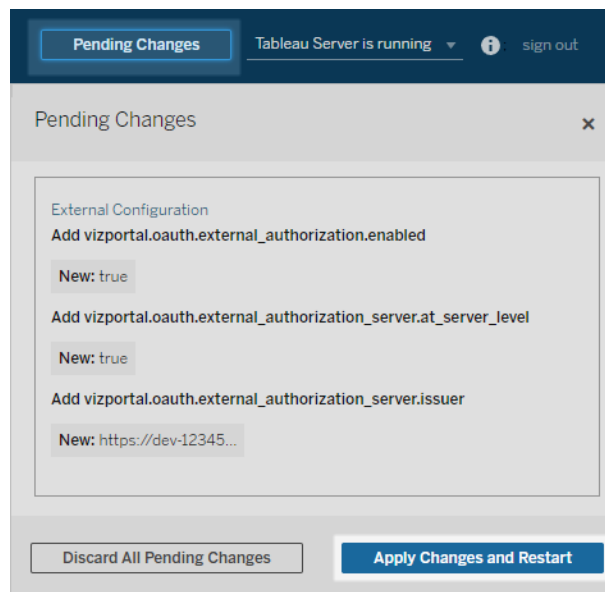 Pending Changes
Tableau Server is running
sign out
Pending Changes
External Configuration
Add vizportal.oauth.external_authorization.enabled
New: true
Add vizportal.oauth.external_authorization_server.at_server_level
New: true
Add vizportal.oauth.external_authorization_server.issuer
New: https://dev-12345...
Discard All Pending Changes
Apply Changes and Restart